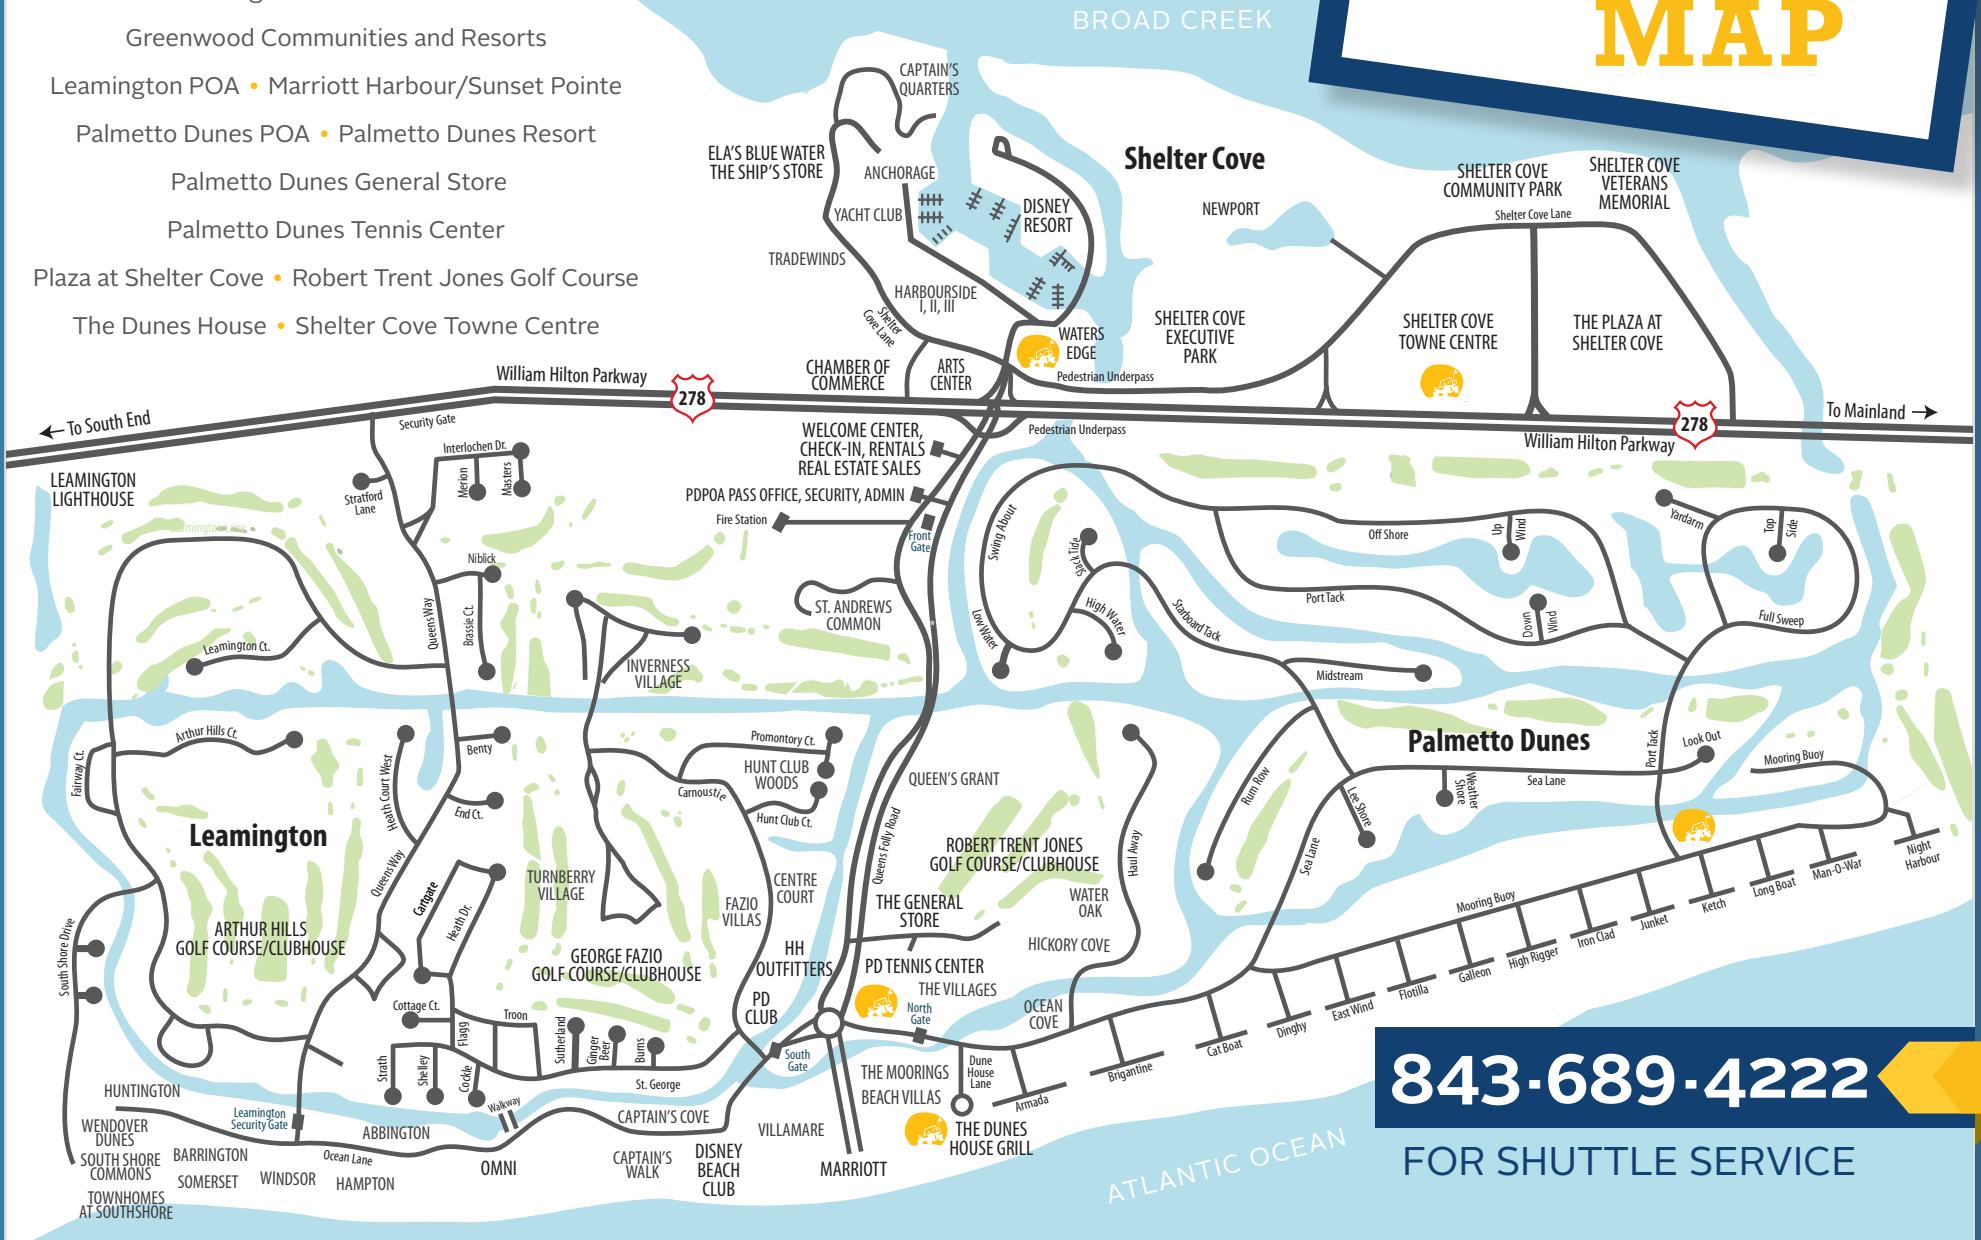 Greenwood Communities and Resorts
Leamington POA • Marriott Harbour/Sunset Pointe
Palmetto Dunes POA • Palmetto Dunes Resort
Palmetto Dunes General Store
Palmetto Dunes Tennis Center
Plaza at Shelter Cove • Robert Trent Jones Golf Course
The Dunes House • Shelter Cove Towne Centre
MAP
BROAD CREEK
CAPTAIN'S
QUARTERS
ELA'S BLUE WATER
THE SHIP'S STORE
ANCHORAGE
YACHT CLUB
TRADEWINDS
DISNEY
RESORT
HARBOURSIDE
I, II, III
Shelter
Cove Lane
Shelter Cove
NEWPORT
SHELTER COVE
COMMUNITY PARK
SHELTER COVE
VETERANS
MEMORIAL
Shelter Cove Lane
WATERS
EDGE
SHELTER COVE
EXECUTIVE
PARK
SHELTER COVE
TOWNE CENTRE
THE PLAZA AT
SHELTER COVE
CHAMBER OF
COMMERCE
ARTS
CENTER
Pedestrian Underpass
William Hilton Parkway
278
To South End
Security Gate
Pedestrian Underpass
278
William Hilton Parkway
To Mainland
WELCOME CENTER,
CHECK-IN, RENTALS
REAL ESTATE SALES
PDPOA PASS OFFICE, SECURITY, ADMIN
Fire Station
Front
Gate
LEAMINGTON
LIGHTHOUSE
Leamington Lane
Stratford
Lane
Interlochen Dr.
Merion
Masters
Niblick
Brassie Ct.
Queens Way
Leamington Ct.
ST. ANDREWS
COMMON
INVERNESS
VILLAGE
Swing About
Slack Tide
Low Water
High Water
Starboard Tack
Off Shore
Up
Wind
Port Tack
Down
Wind
Yardarm
Top
Side
Full Sweep
Midstream
Palmetto Dunes
Port Tack
Look Out
Mooring Buoy
Sea Lane
Weather
Shore
Lee Shore
Rum Row
Sea Lane
Arthur Hills Ct.
Fairway Ct.
Heath Court West
Benty
End Ct.
Leamington
Queens Way
Cartgate
Heath Dr.
TURNBERRY
VILLAGE
Promontory Ct.
HUNT CLUB
WOODS
Carnoustie
Hunt Club Ct.
QUEEN'S GRANT
Queens Folly Road
ROBERT TRENT JONES
GOLF COURSE/CLUBHOUSE
Haul Away
WATER
OAK
HICKORY COVE
CENTRE
COURT
FAZIO
VILLAS
THE GENERAL
STORE
HH
OUTFITTERS
PD TENNIS CENTER
THE VILLAGES
North
Gate
OCEAN
COVE
PD
CLUB
South
Gate
ARTHUR HILLS
GOLF COURSE/CLUBHOUSE
GEORGE FAZIO
GOLF COURSE/CLUBHOUSE
South Shore Drive
Cottage Ct.
Flagg
Troon
Sutherland
Ginger
Beer
Burns
Strath
Shelley
Cockle
St. George
Walkway
HUNTINGTON
Leamington
Security Gate
WENDOVER
DUNES
SOUTH SHORE
COMMONS
TOWNHOMES
AT SOUTHSHORE
BARRINGTON
SOMERSET
WINDSOR
HAMPTON
ABBINGTON
Ocean Lane
OMNI
CAPTAIN'S COVE
CAPTAIN'S
WALK
DISNEY
BEACH
CLUB
VILLAMARE
MARRIOTT
THE MOORINGS
BEACH VILLAS
Dune
House
Lane
THE DUNES
HOUSE GRILL
Armada
Brigantine
Cat Boat
Dinghy
East Wind
Flotilla
Galleon
High Rigger
Iron Clad
Junket
Ketch
Long Boat
Man-O-War
Night
Harbour
Mooring Buoy
ATLANTIC OCEAN
843-689-4222
FOR SHUTTLE SERVICE